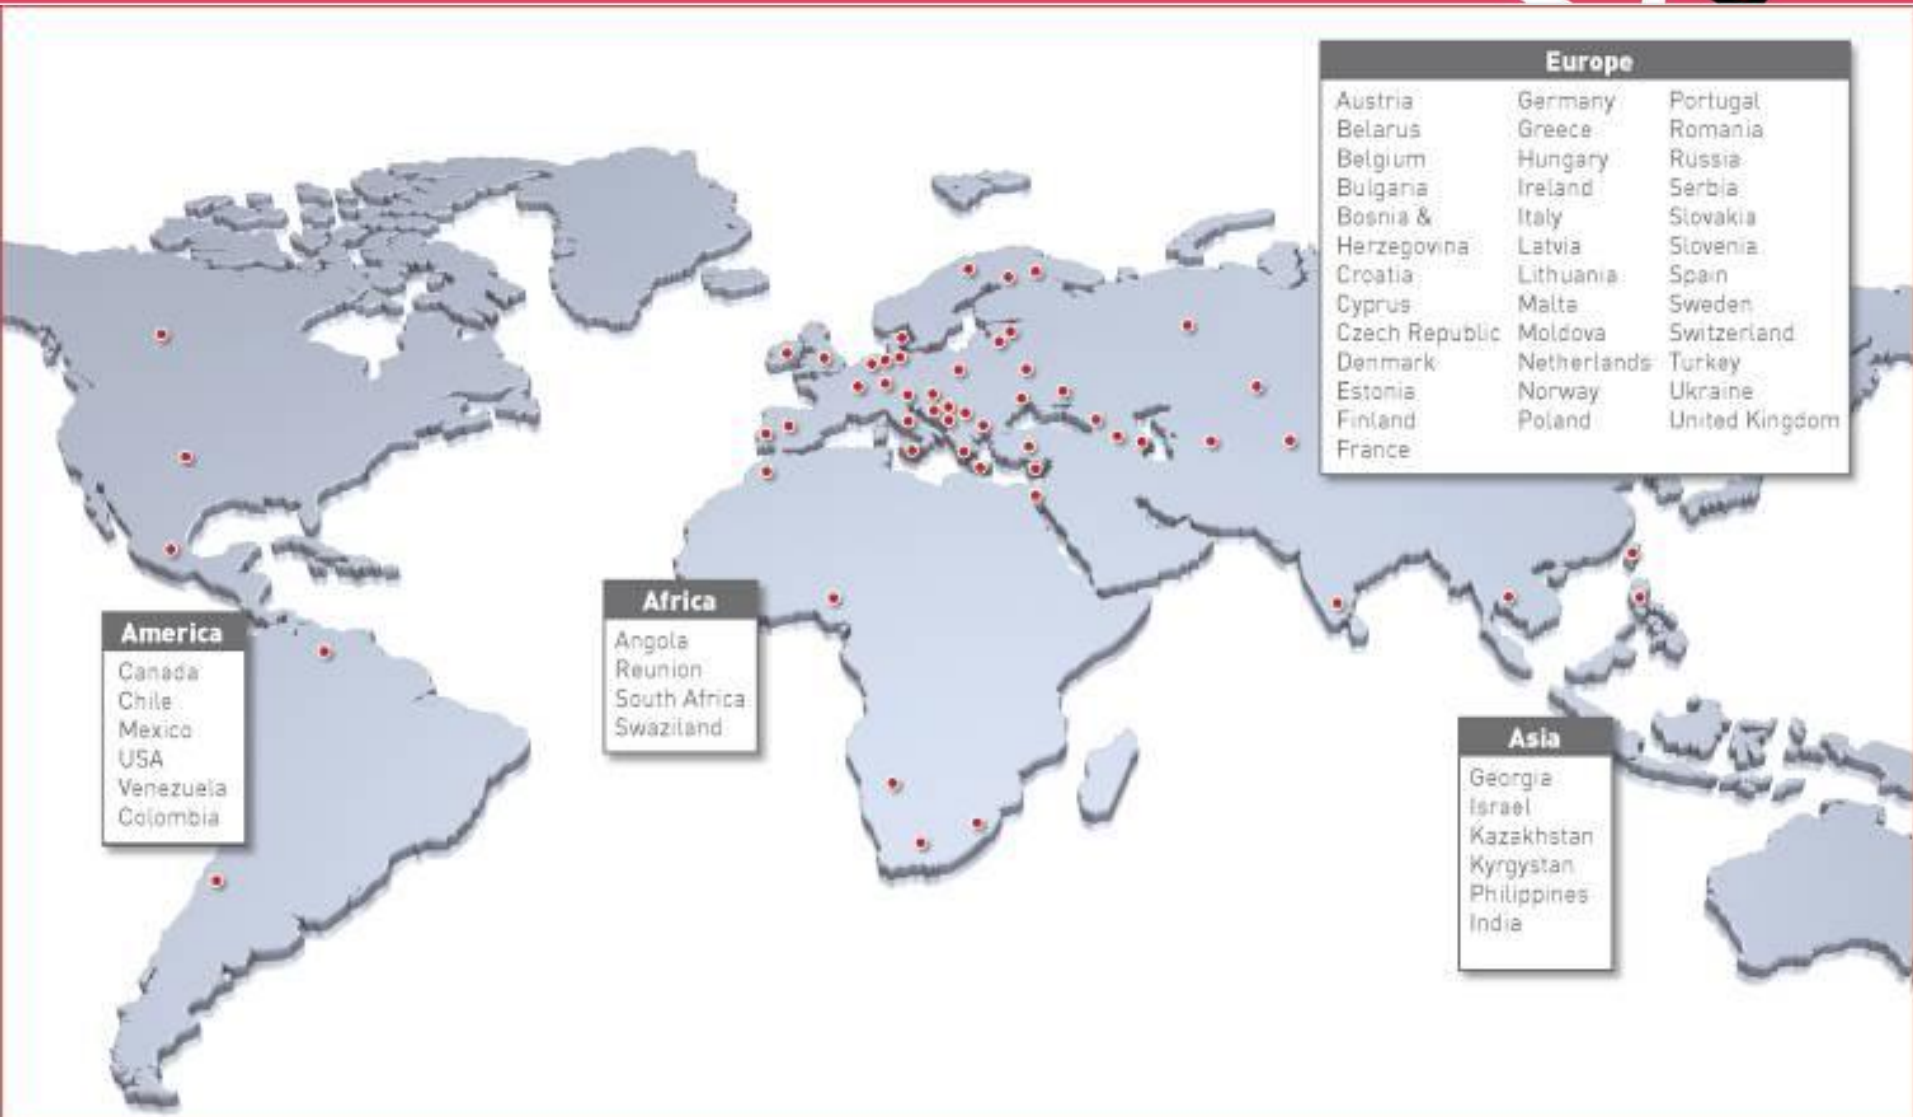 Europe
Austria
Belarus
Belgium
Bulgaria
Bosnia &
Herzegovina
Croatia
Cyprus
Czech Republic
Denmark
Estonia
Finland
France
Germany
Greece
Hungary
Ireland
Italy
Latvia
Lithuania
Malta
Moldova
Netherlands
Norway
Poland
Portugal
Romania
Russia
Serbia
Slovakia
Slovenia
Spain
Sweden
Switzerland
Turkey
Ukraine
United Kingdom
America
Canada
Chile
Mexico
USA
Venezuela
Colombia
Africa
Angola
Reunion
South Africa
Swaziland
Asia
Georgia
Israel
Kazakhstan
Kyrgystan
Philippines
India